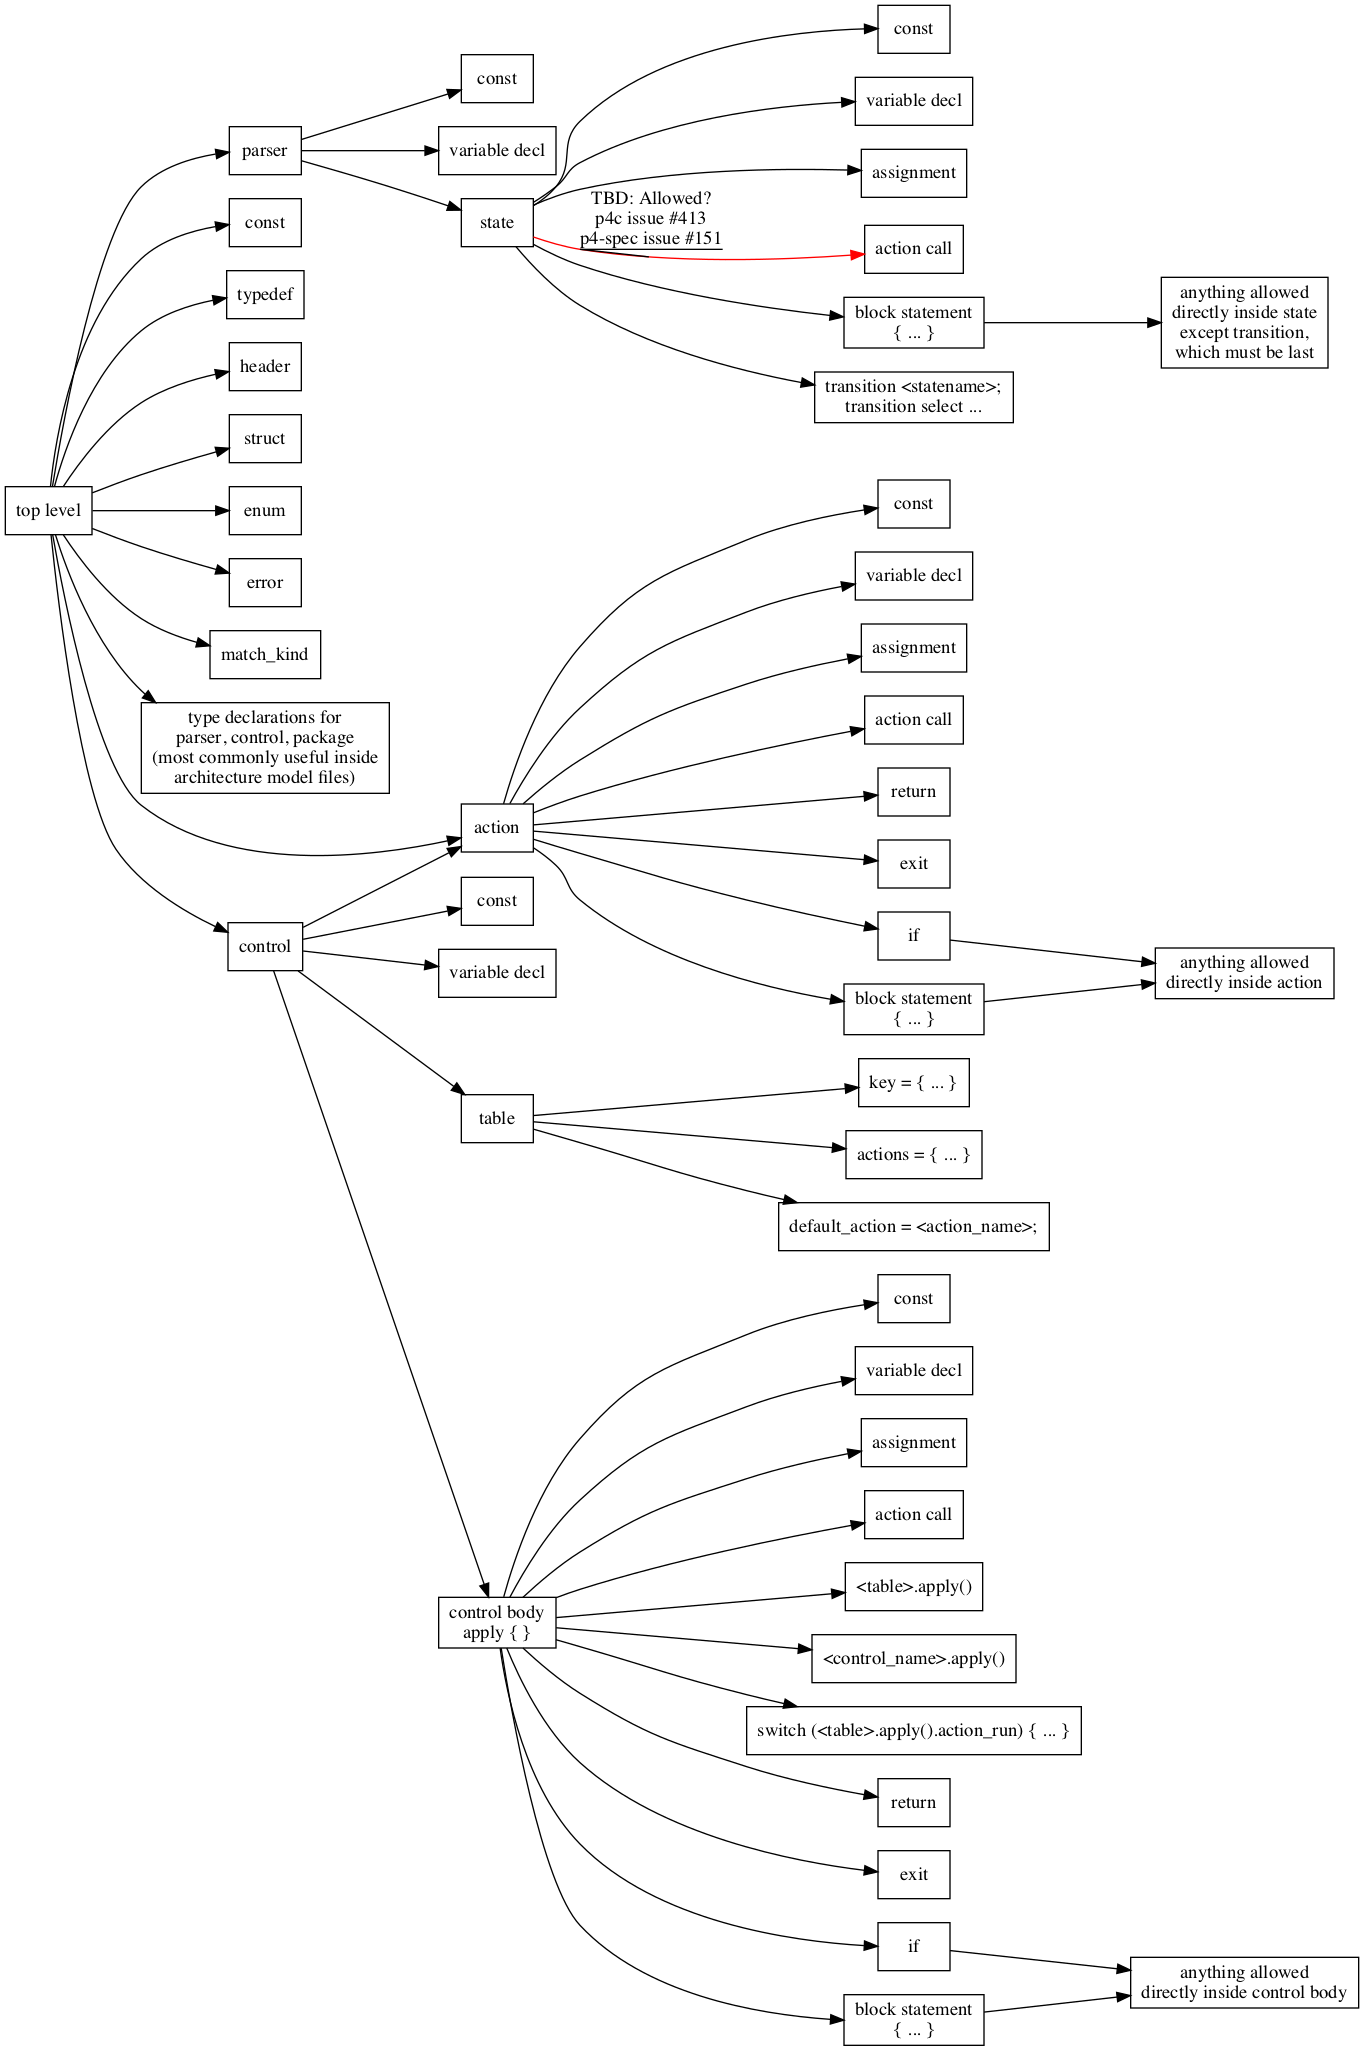 const
variable decl
assignment
TBD: Allowed?
p4c issue #413
p4-spec issue #151
action call
block statement
{ ... }
anything allowed
directly inside state
except transition,
which must be last
transition <statename>;
transition select ...
const
variable decl
state
parser
const
typedef
header
struct
top level
enum
error
match_kind
type declarations for
parser, control, package
(most commonly useful inside
architecture model files)
const
variable decl
assignment
action call
return
action
exit
const
if
control
variable decl
anything allowed
directly inside action
block statement
{ ... }
key = { ... }
table
actions = { ... }
default_action = <action_name>;
const
variable decl
assignment
action call
<table>.apply()
control body
apply { }
<control_name>.apply()
switch (<table>.apply().action_run) { ... }
return
exit
if
anything allowed
directly inside control body
block statement
{ ... }